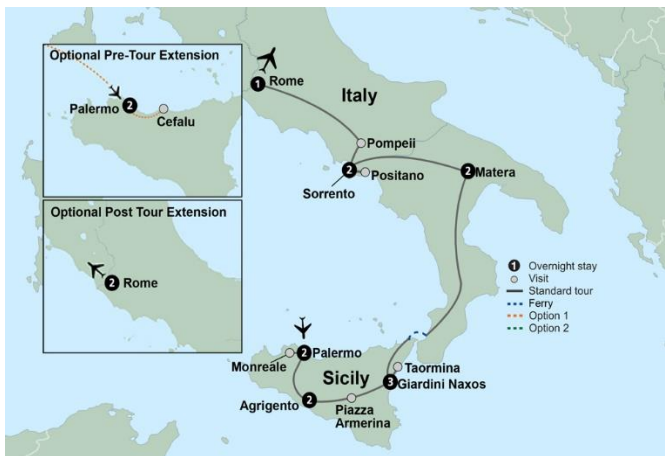 Optional Pre-Tour Extension
Palermo
2
Cefalu
Optional Post Tour Extension
2
Rome
1
Rome
Italy
Pompeii
2
Positano
Sorrento
2
Matera
1
Overnight stay
Visit
Standard tour
Ferry
Option 1
Option 2
2
Palermo
Monreale
Sicily
Taormina
3
Giardini Naxos
Agrigento
2
Piazza
Armerina